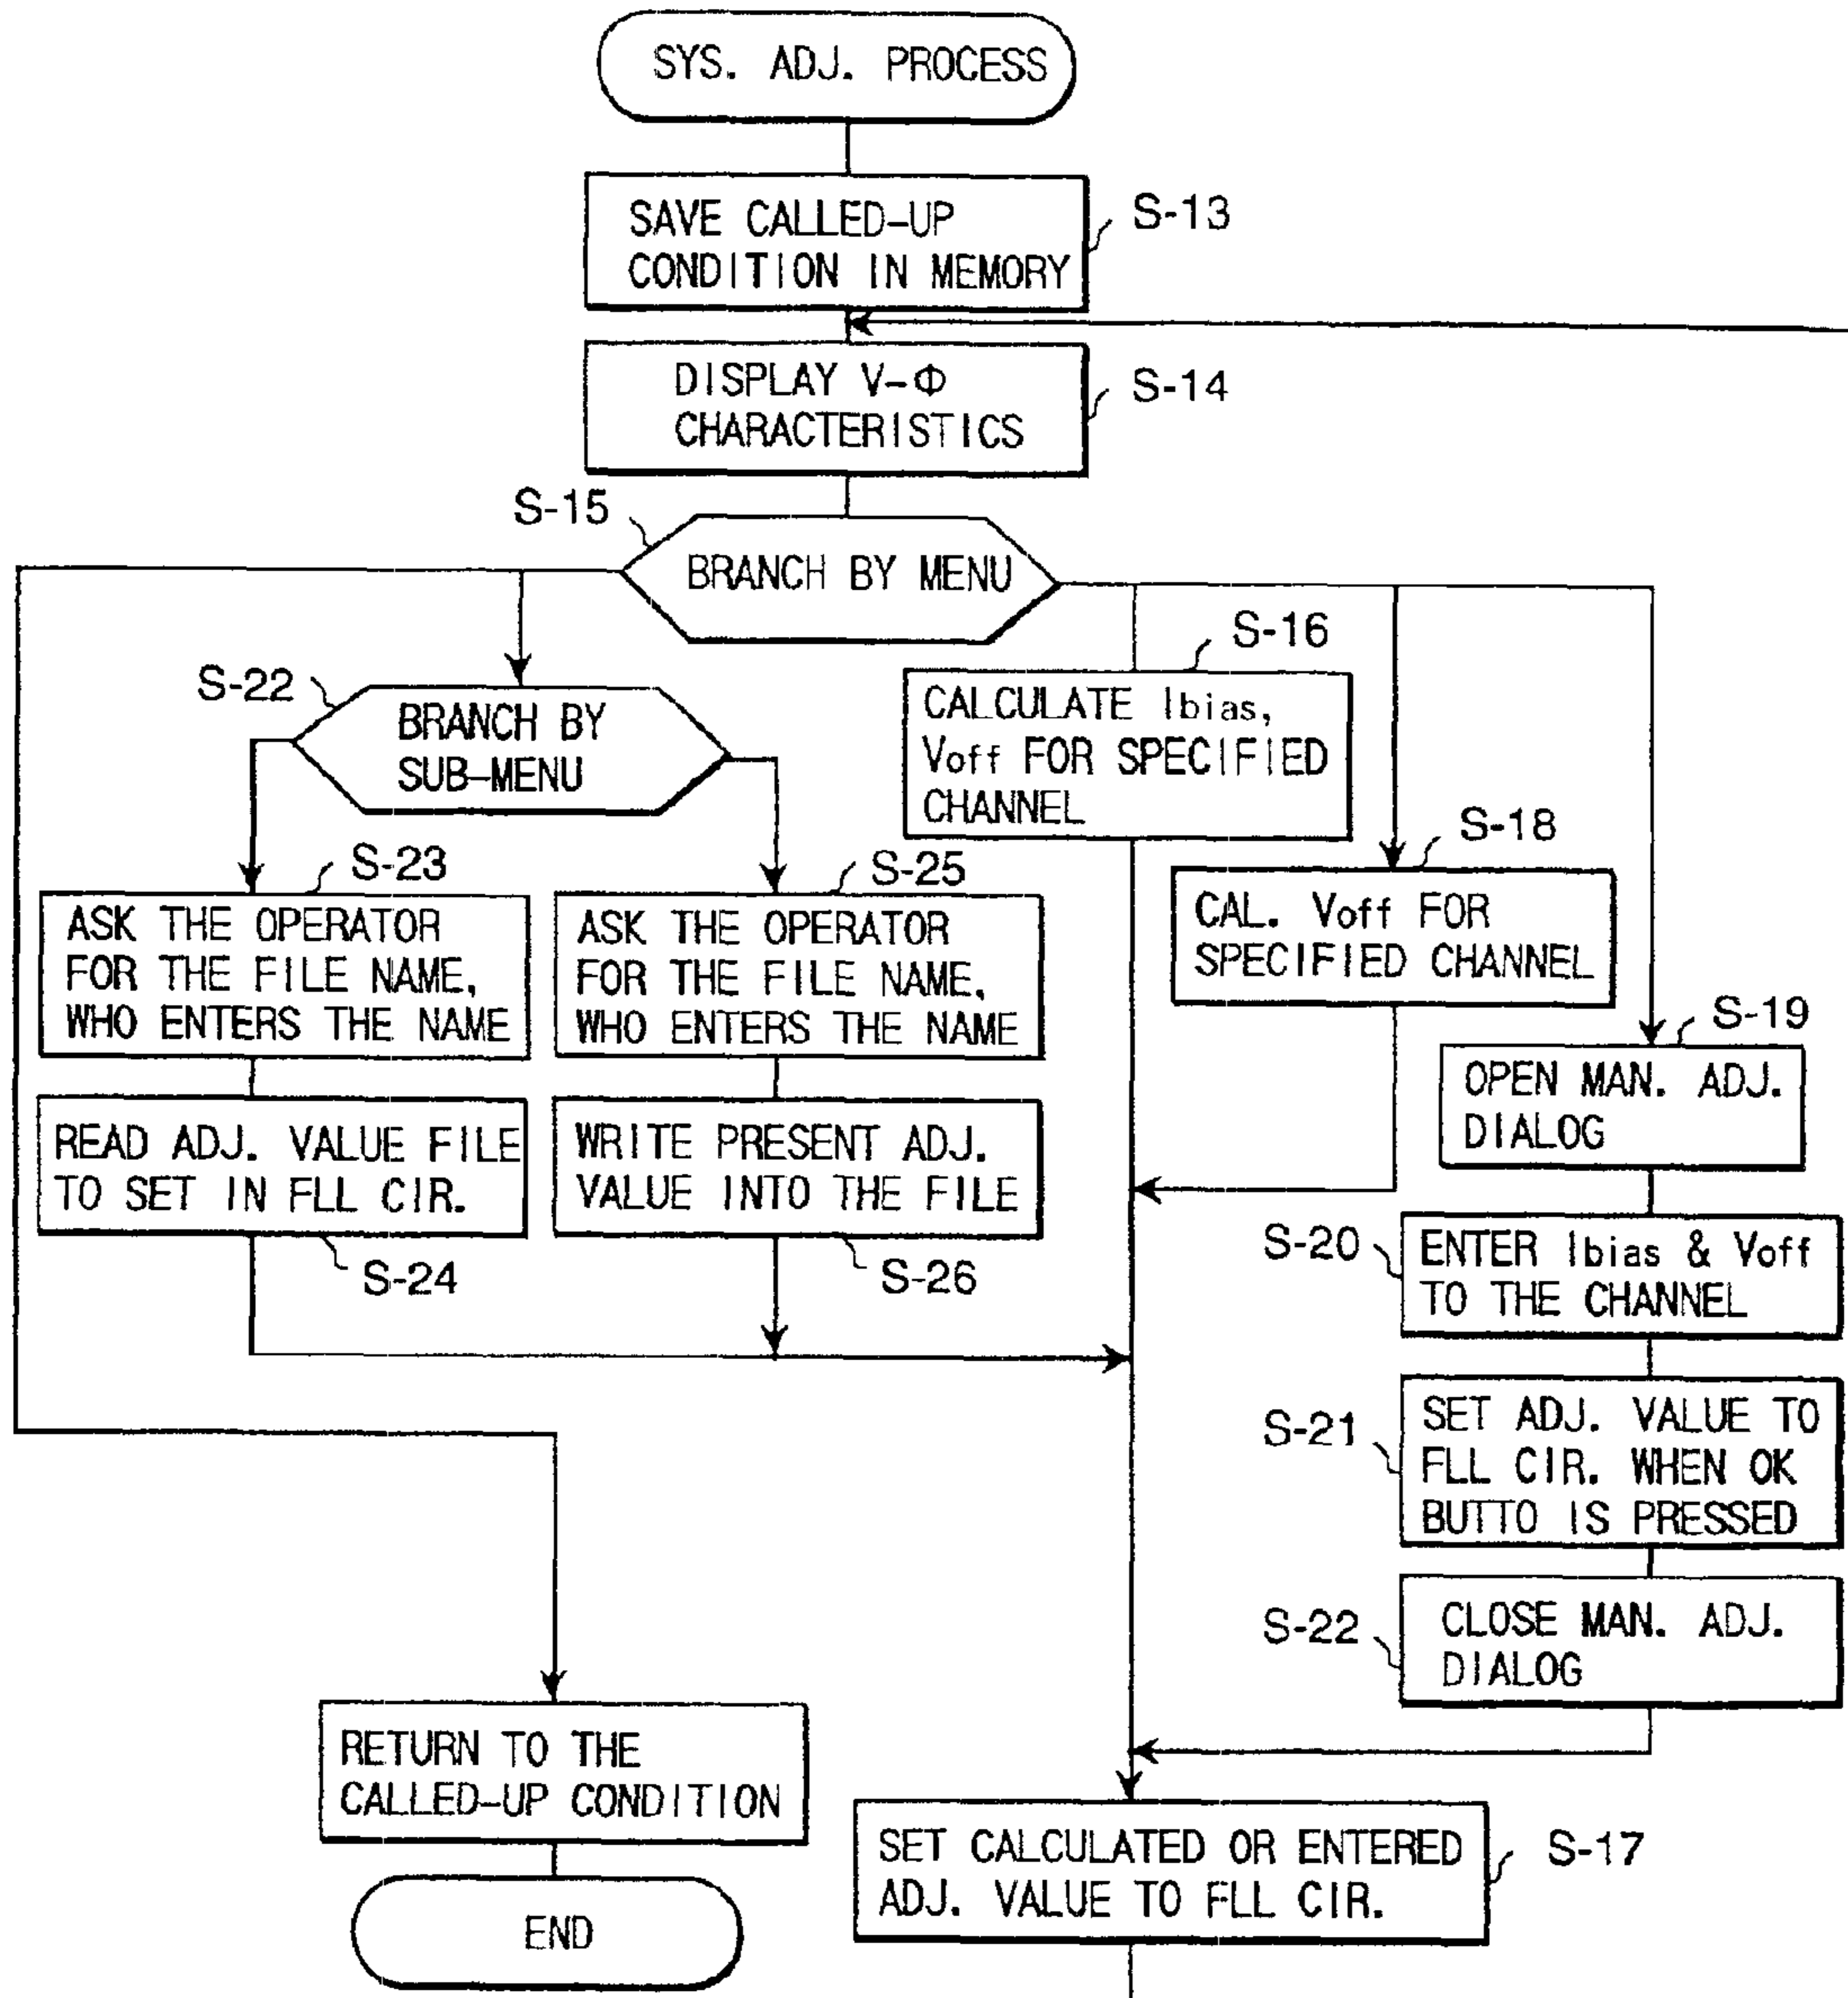 SYS. ADJ. PROCESS
SAVE CALLED-UP
CONDITION IN MEMORY
S-13
DISPLAY V-Φ
CHARACTERISTICS
S-14
S-15
BRANCH BY MENU
S-22
BRANCH BY
SUB-MENU
S-16
CALCULATE Ibias,
Voff FOR SPECIFIED
CHANNEL
S-18
CAL. Voff FOR
SPECIFIED CHANNEL
S-23
ASK THE OPERATOR
FOR THE FILE NAME,
WHO ENTERS THE NAME
S-25
ASK THE OPERATOR
FOR THE FILE NAME,
WHO ENTERS THE NAME
S-19
OPEN MAN. ADJ.
DIALOG
READ ADJ. VALUE FILE
TO SET IN FLL CIR.
S-24
WRITE PRESENT ADJ.
VALUE INTO THE FILE
S-26
S-20
ENTER Ibias & Voff
TO THE CHANNEL
S-21
SET ADJ. VALUE TO
FLL CIR. WHEN OK
BUTTO IS PRESSED
S-22
CLOSE MAN. ADJ.
DIALOG
RETURN TO THE
CALLED-UP CONDITION
SET CALCULATED OR ENTERED
ADJ. VALUE TO FLL CIR.
S-17
END